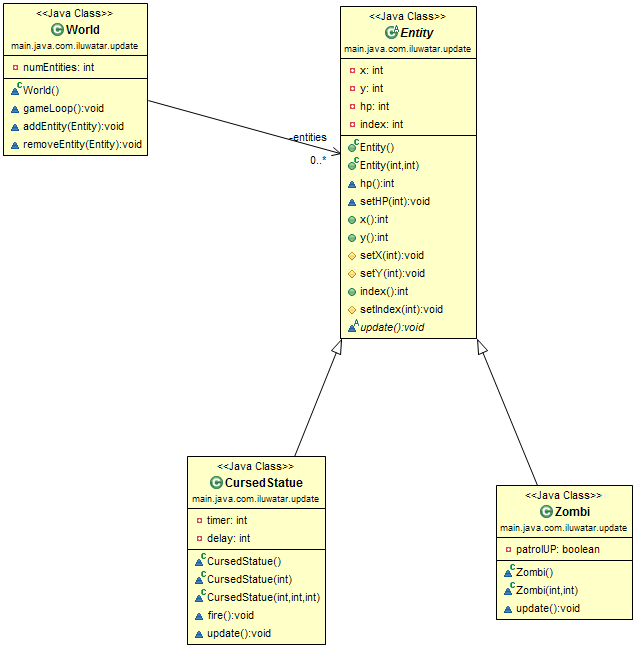 <<Java Class>>
World
main.java.com.iluwatar.update
numEntities: int
World()
gameLoop():void
addEntity(Entity):void
removeEntity(Entity):void
-entities
0..*
<<Java Class>>
Entity
main.java.com.iluwatar.update
x: int
y: int
hp: int
index: int
Entity()
Entity(int,int)
hp():int
setHP(int):void
x():int
y():int
setX(int):void
setY(int):void
index():int
setIndex(int):void
update():void
<<Java Class>>
CursedStatue
main.java.com.iluwatar.update
timer: int
delay: int
CursedStatue()
CursedStatue(int)
CursedStatue(int,int,int)
fire():void
update():void
<<Java Class>>
Zombi
main.java.com.iluwatar.update
patrolUP: boolean
Zombi()
Zombi(int,int)
update():void